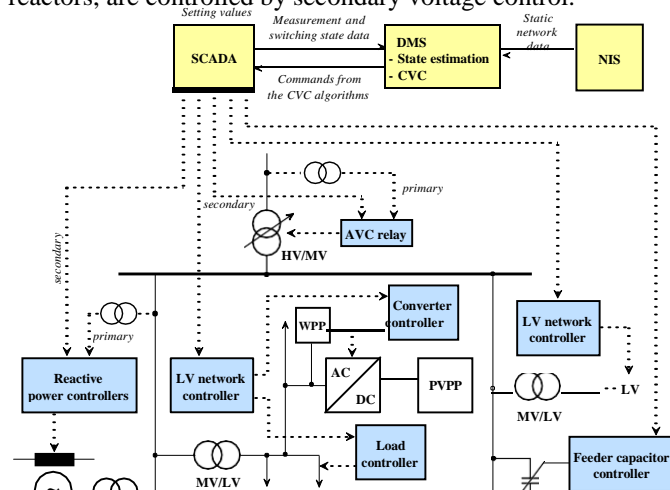 reactors, are controlled by secondary voltage control.
Setting values
Measurement and
switching state data
Static
network
data
SCADA
DMS
- State estimation
- CVC
NIS
Commands from
the CVC algorithms
primary
secondary
AVC relay
HV/MV
secondary
primary
Converter
controller
WPP
LV network
controller
Reactive
power controllers
LV network
controller
AC
DC
PVPP
LV
MV/LV
Load
controller
Feeder capacitor
controller
MV/LV